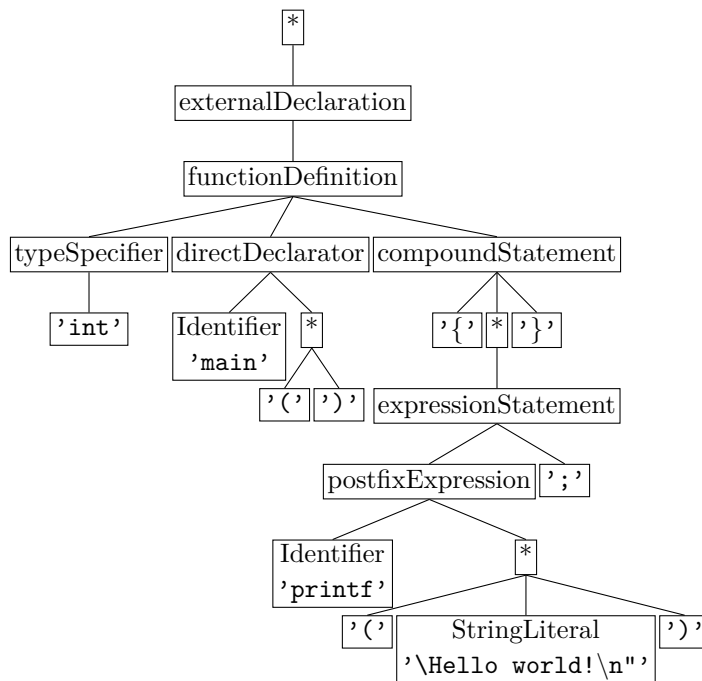 *
externalDeclaration
functionDefinition
typeSpecifier directDeclarator compoundStatement
'int' Identifier * '{' * '}'
'main'
'(' ')' expressionStatement
postfixExpression ';'
Identifier *
'printf'
'(' StringLiteral ')'
'\Hello world!\n"'